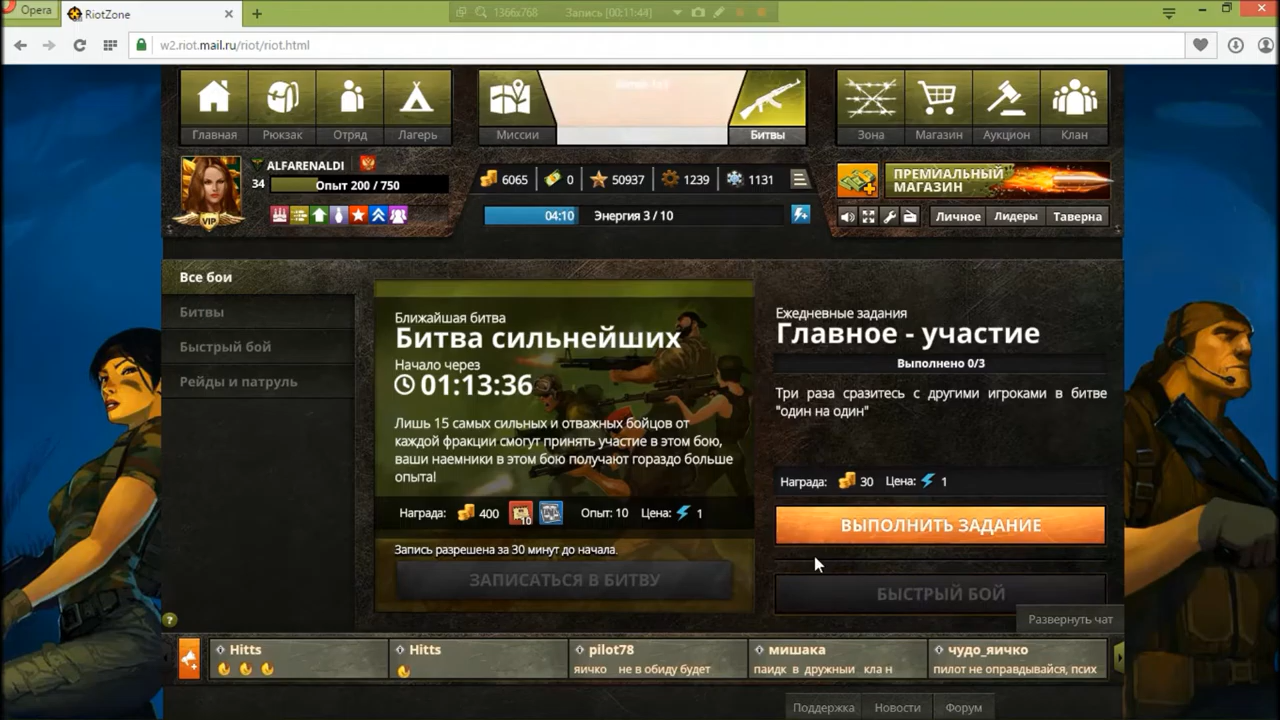 Opera
RiotZone
1366x768
Запись [00:11:44]
w2.riot.mail.ru/riot/riot.html
Главная
Рюкзак
Отряд
Лагерь
Миссии
Битвы
Зона
Магазин
Аукцион
Клан
ALFARENALDI
34
Опыт 200 / 750
VIP
6065
0
50937
1239
1131
04:10
Энергия 3 / 10
ПРЕМИАЛЬНЫЙ
МАГАЗИН
Личное
Лидеры
Таверна
Все бои
Битвы
Быстрый бой
Рейды и патруль
Ближайшая битва
Битва сильнейших
Начало через
01:13:36
Лишь 15 самых сильных и отважных бойцов от
каждой фракции смогут принять участие в этом бою,
ваши наемники в этом бою получают гораздо больше
опыта!
Награда: 400 10 Опыт: 10 Цена: 1
Запись разрешена за 30 минут до начала.
ЗАПИСАТЬСЯ В БИТВУ
Ежедневные задания
Главное - участие
Выполнено 0/3
Три раза сразитесь с другими игроками в битве
"один на один"
Награда: 30 Цена: 1
ВЫПОЛНИТЬ ЗАДАНИЕ
БЫСТРЫЙ БОЙ
Развернуть чат
?
Hitts
Hitts
pilot78
яичко не в обиду будет
мишака
паидк в дружный кла н
чудо_яичко
пилот не оправдывайся, псих
Поддержка
Новости
Форум